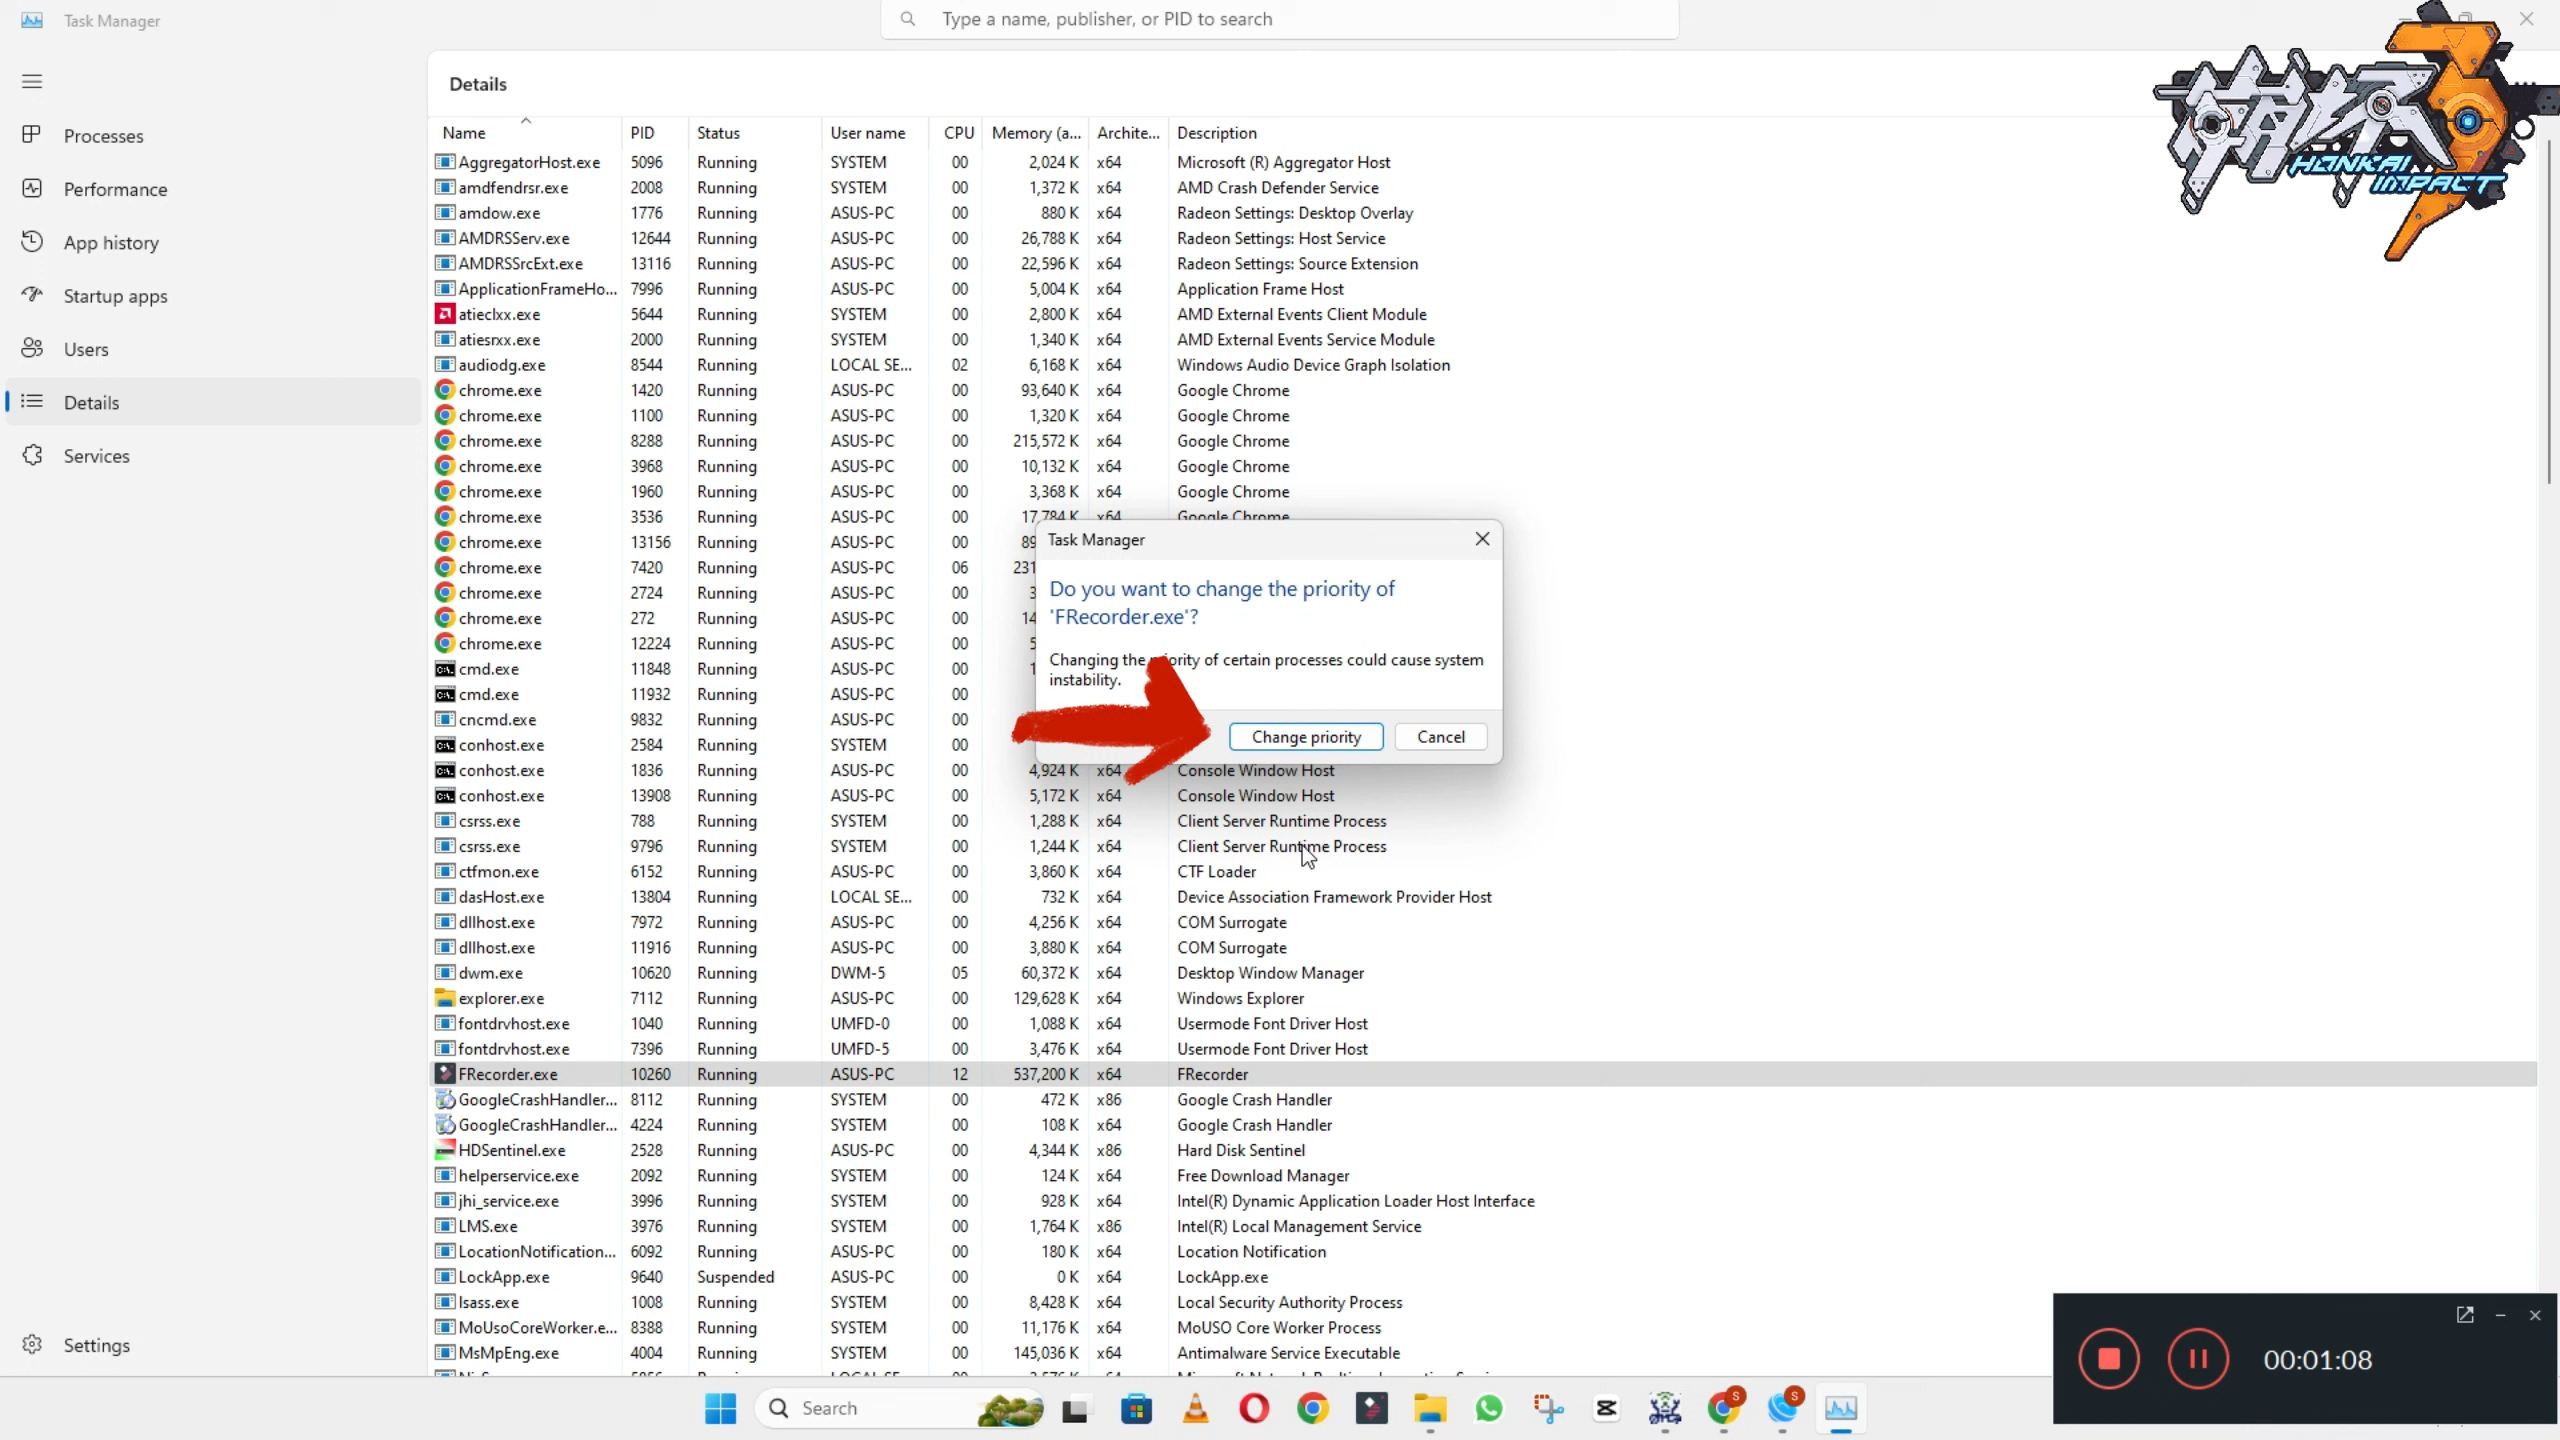 Task Manager
Type a name, publisher, or PID to search
Details
Processes
Performance
App history
Startup apps
Users
Details
Services
Settings
Name PID Status User name CPU Memory (a... Archite... Description
AggregatorHost.exe 5096 Running SYSTEM 00 2,024 K x64 Microsoft (R) Aggregator Host
amdfendrsr.exe 2008 Running SYSTEM 00 1,372 K x64 AMD Crash Defender Service
amdow.exe 1776 Running ASUS-PC 00 880 K x64 Radeon Settings: Desktop Overlay
AMDRSServ.exe 12644 Running ASUS-PC 00 26,788 K x64 Radeon Settings: Host Service
AMDRSSrcExt.exe 13116 Running ASUS-PC 00 22,596 K x64 Radeon Settings: Source Extension
ApplicationFrameHo... 7996 Running ASUS-PC 00 5,004 K x64 Application Frame Host
atieclxx.exe 5644 Running SYSTEM 00 2,800 K x64 AMD External Events Client Module
atiesrxx.exe 2000 Running SYSTEM 00 1,340 K x64 AMD External Events Service Module
audiodg.exe 8544 Running LOCAL SE... 02 6,168 K x64 Windows Audio Device Graph Isolation
chrome.exe 1420 Running ASUS-PC 00 93,640 K x64 Google Chrome
chrome.exe 1100 Running ASUS-PC 00 1,320 K x64 Google Chrome
chrome.exe 8288 Running ASUS-PC 00 215,572 K x64 Google Chrome
chrome.exe 3968 Running ASUS-PC 00 10,132 K x64 Google Chrome
chrome.exe 1960 Running ASUS-PC 00 3,368 K x64 Google Chrome
chrome.exe 3536 Running ASUS-PC 00 17,784 K x64 Google Chrome
chrome.exe 13156 Running ASUS-PC 00 89
chrome.exe 7420 Running ASUS-PC 06 231
chrome.exe 2724 Running ASUS-PC 00 3
chrome.exe 272 Running ASUS-PC 00 14
chrome.exe 12224 Running ASUS-PC 00 5
cmd.exe 11848 Running ASUS-PC 00 1
cmd.exe 11932 Running ASUS-PC 00
cncmd.exe 9832 Running ASUS-PC 00
conhost.exe 2584 Running SYSTEM 00
conhost.exe 1836 Running ASUS-PC 00 4,924 K x64 Console Window Host
conhost.exe 13908 Running ASUS-PC 00 5,172 K x64 Console Window Host
csrss.exe 788 Running SYSTEM 00 1,288 K x64 Client Server Runtime Process
csrss.exe 9796 Running SYSTEM 00 1,244 K x64 Client Server Runtime Process
ctfmon.exe 6152 Running ASUS-PC 00 3,860 K x64 CTF Loader
dasHost.exe 13804 Running LOCAL SE... 00 732 K x64 Device Association Framework Provider Host
dllhost.exe 7972 Running ASUS-PC 00 4,256 K x64 COM Surrogate
dllhost.exe 11916 Running ASUS-PC 00 3,880 K x64 COM Surrogate
dwm.exe 10620 Running DWM-5 05 60,372 K x64 Desktop Window Manager
explorer.exe 7112 Running ASUS-PC 00 129,628 K x64 Windows Explorer
fontdrvhost.exe 1040 Running UMFD-0 00 1,088 K x64 Usermode Font Driver Host
fontdrvhost.exe 7396 Running UMFD-5 00 3,476 K x64 Usermode Font Driver Host
FRecorder.exe 10260 Running ASUS-PC 12 537,200 K x64 FRecorder
GoogleCrashHandler... 8112 Running SYSTEM 00 472 K x86 Google Crash Handler
GoogleCrashHandler... 4224 Running SYSTEM 00 108 K x64 Google Crash Handler
HDSentinel.exe 2528 Running ASUS-PC 00 4,344 K x86 Hard Disk Sentinel
helperservice.exe 2092 Running SYSTEM 00 124 K x64 Free Download Manager
jhi_service.exe 3996 Running SYSTEM 00 928 K x64 Intel(R) Dynamic Application Loader Host Interface
LMS.exe 3976 Running SYSTEM 00 1,764 K x86 Intel(R) Local Management Service
LocationNotification... 6092 Running ASUS-PC 00 180 K x64 Location Notification
LockApp.exe 9640 Suspended ASUS-PC 00 0 K x64 LockApp.exe
lsass.exe 1008 Running SYSTEM 00 8,428 K x64 Local Security Authority Process
MoUsoCoreWorker.e... 8388 Running SYSTEM 00 11,176 K x64 MoUSO Core Worker Process
MsMpEng.exe 4004 Running SYSTEM 00 145,036 K x64 Antimalware Service Executable
Task Manager
Do you want to change the priority of
'FRecorder.exe'?
Changing the priority of certain processes could cause system
instability.
Change priority Cancel
HONKAI
IMPACT
00:01:08
Search
S
S